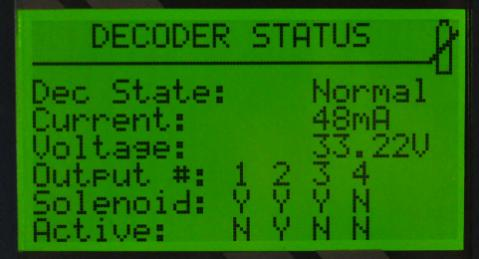 DECODER STATUS
Dec State: Normal
Current: 48mA
Voltage: 33.22V
Output #: 1 2 3 4
Solenoid: Y Y Y N
Active: N Y N N